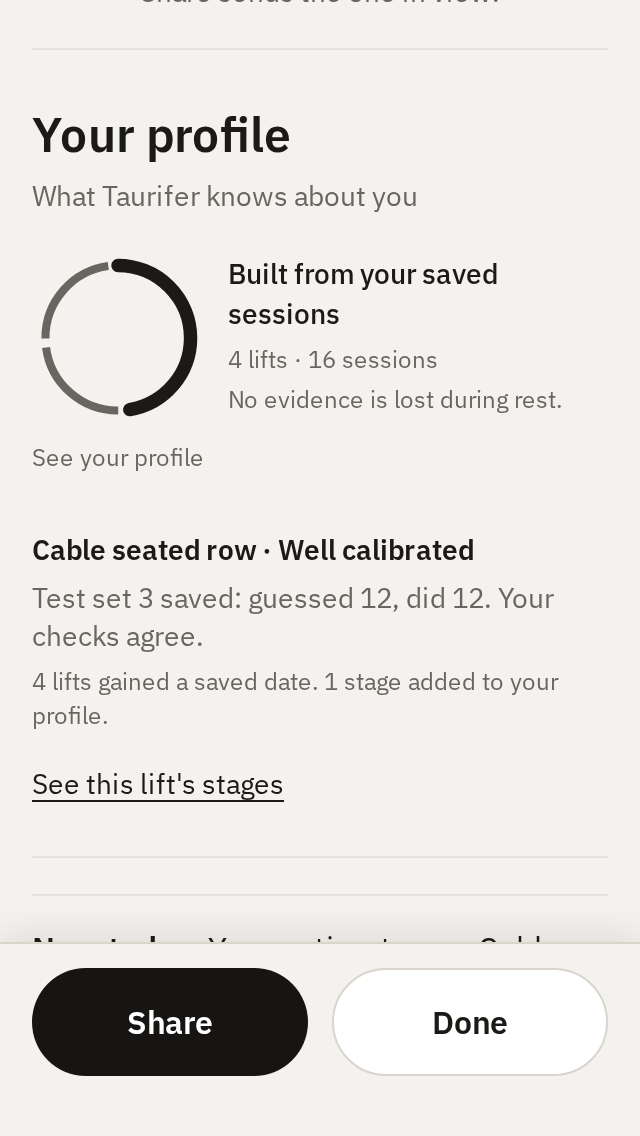 Your profile
What Taurifer knows about you
Built from your saved
sessions
4 lifts · 16 sessions
No evidence is lost during rest.
See your profile
Cable seated row · Well calibrated
Test set 3 saved: guessed 12, did 12. Your
checks agree.
4 lifts gained a saved date. 1 stage added to your
profile.
See this lift's stages
Share
Done